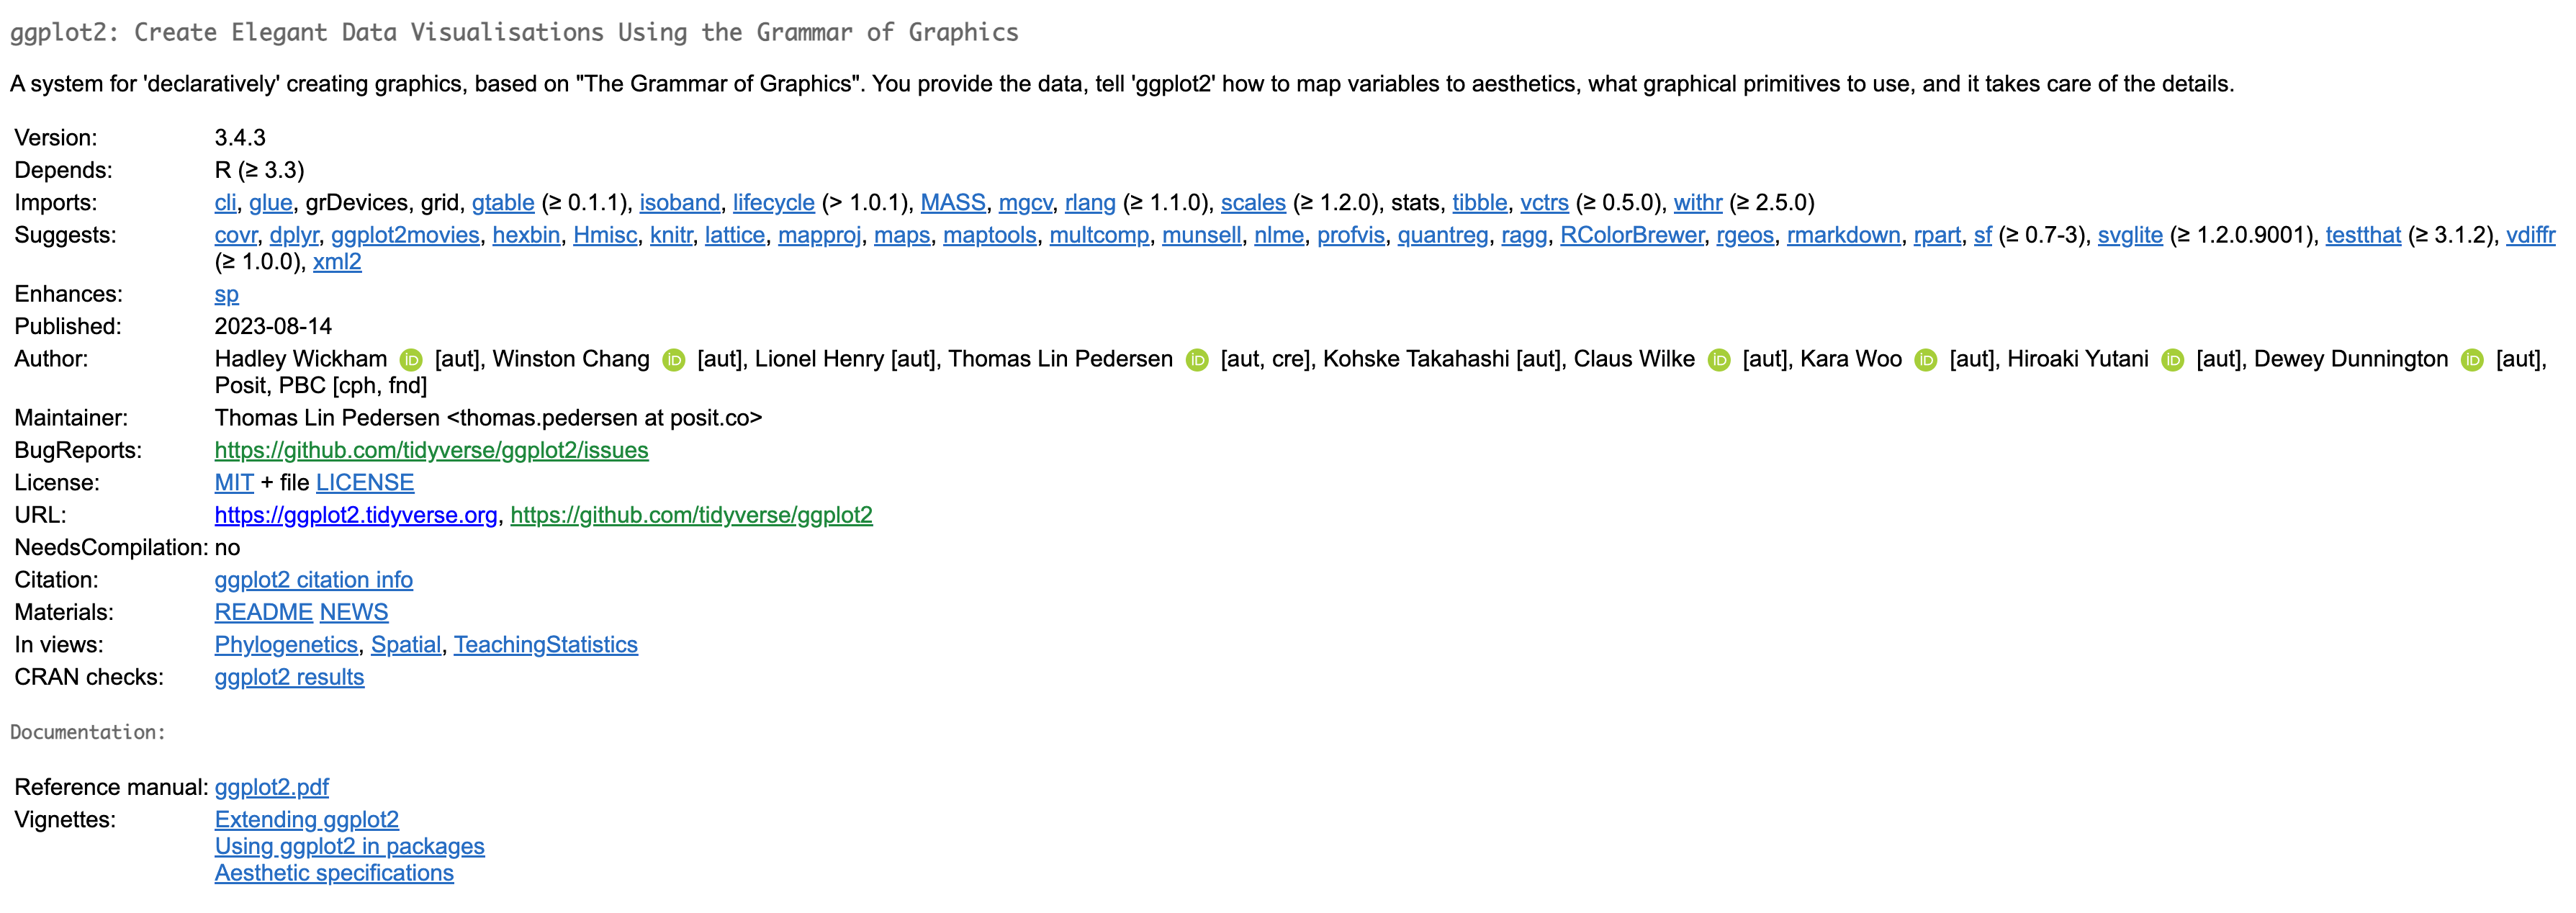 ggplot2: Create Elegant Data Visualisations Using the Grammar of Graphics
A system for 'declaratively' creating graphics, based on "The Grammar of Graphics". You provide the data, tell 'ggplot2' how to map variables to aesthetics, what graphical primitives to use, and it takes care of the details.
Version: 3.4.3
Depends: R (≥ 3.3)
Imports: cli, glue, grDevices, grid, gtable (≥ 0.1.1), isoband, lifecycle (> 1.0.1), MASS, mgcv, rlang (≥ 1.1.0), scales (≥ 1.2.0), stats, tibble, vctrs (≥ 0.5.0), withr (≥ 2.5.0)
Suggests: covr, dplyr, ggplot2movies, hexbin, Hmisc, knitr, lattice, mapproj, maps, maptools, multcomp, munsell, nlme, profvis, quantreg, ragg, RColorBrewer, rgeos, rmarkdown, rpart, sf (≥ 0.7-3), svglite (≥ 1.2.0.9001), testthat (≥ 3.1.2), vdiffr
(≥ 1.0.0), xml2
Enhances: sp
Published: 2023-08-14
Author: Hadley Wickham iD [aut], Winston Chang iD [aut], Lionel Henry [aut], Thomas Lin Pedersen iD [aut, cre], Kohske Takahashi [aut], Claus Wilke iD [aut], Kara Woo iD [aut], Hiroaki Yutani iD [aut], Dewey Dunnington iD [aut],
Posit, PBC [cph, fnd]
Maintainer: Thomas Lin Pedersen <thomas.pedersen at posit.co>
BugReports: https://github.com/tidyverse/ggplot2/issues
License: MIT + file LICENSE
URL: https://ggplot2.tidyverse.org, https://github.com/tidyverse/ggplot2
NeedsCompilation: no
Citation: ggplot2 citation info
Materials: README NEWS
In views: Phylogenetics, Spatial, TeachingStatistics
CRAN checks: ggplot2 results
Documentation:
Reference manual: ggplot2.pdf
Vignettes: Extending ggplot2
Using ggplot2 in packages
Aesthetic specifications